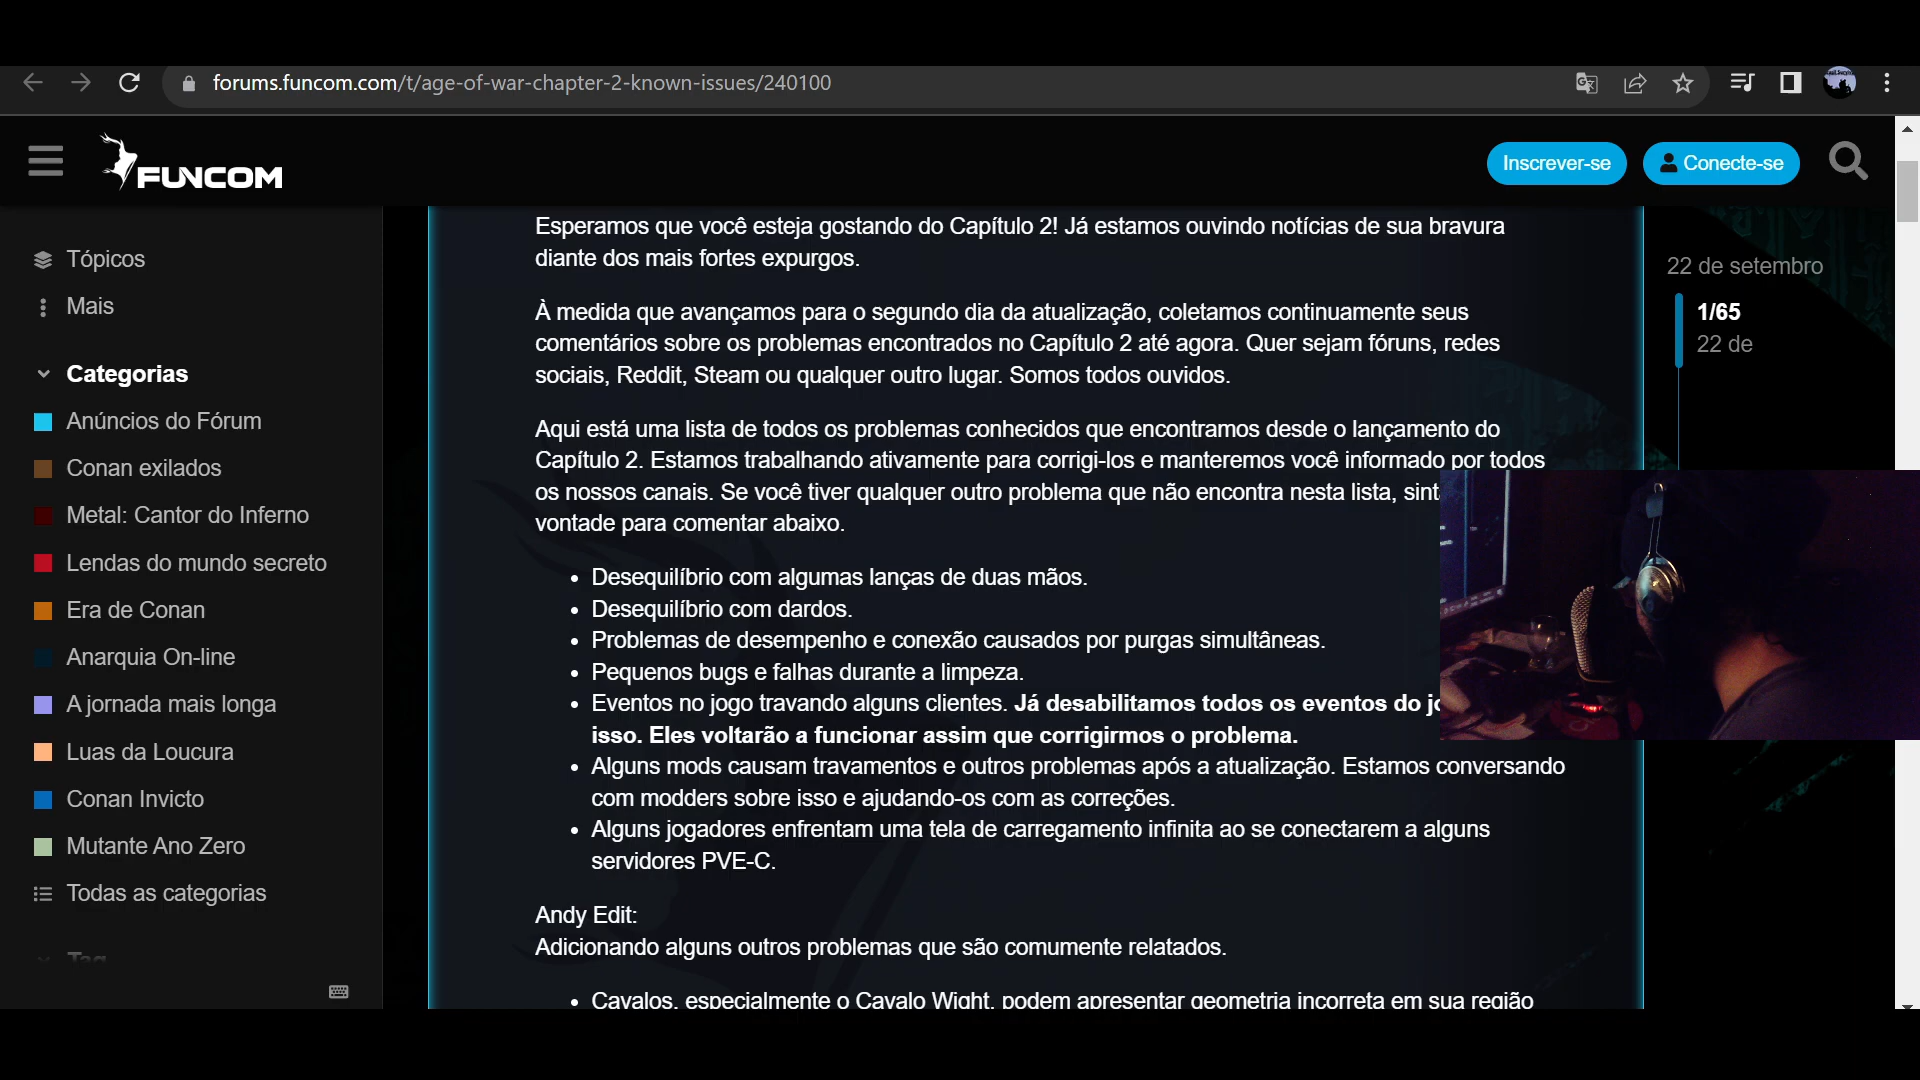 forums.funcom.com/t/age-of-war-chapter-2-known-issues/240100
FUNCOM
Inscrever-se
Conecte-se
Tópicos
Mais
Categorias
Anúncios do Fórum
Conan exilados
Metal: Cantor do Inferno
Lendas do mundo secreto
Era de Conan
Anarquia On-line
A jornada mais longa
Luas da Loucura
Conan Invicto
Mutante Ano Zero
Todas as categorias
Tag
Esperamos que você esteja gostando do Capítulo 2! Já estamos ouvindo notícias de sua bravura
diante dos mais fortes expurgos.
À medida que avançamos para o segundo dia da atualização, coletamos continuamente seus
comentários sobre os problemas encontrados no Capítulo 2 até agora. Quer sejam fóruns, redes
sociais, Reddit, Steam ou qualquer outro lugar. Somos todos ouvidos.
Aqui está uma lista de todos os problemas conhecidos que encontramos desde o lançamento do
Capítulo 2. Estamos trabalhando ativamente para corrigi-los e manteremos você informado por todos
os nossos canais. Se você tiver qualquer outro problema que não encontra nesta lista,
vontade para comentar abaixo.
• Desequilíbrio com algumas lanças de duas mãos.
• Desequilíbrio com dardos.
• Problemas de desempenho e conexão causados por purgas simultâneas.
• Pequenos bugs e falhas durante a limpeza.
• Eventos no jogo travando alguns clientes. Já desabilitamos todos os eventos do
isso. Eles voltarão a funcionar assim que corrigirmos o problema.
• Alguns mods causam travamentos e outros problemas após a atualização. Estamos conversando
com modders sobre isso e ajudando-os com as correções.
• Alguns jogadores enfrentam uma tela de carregamento infinita ao se conectarem a alguns
servidores PVE-C.
Andy Edit:
Adicionando alguns outros problemas que são comumente relatados.
• Cavalos, especialmente o Cavalo Wight, podem apresentar geometria incorreta em sua região
22 de setembro
1/65
22 de